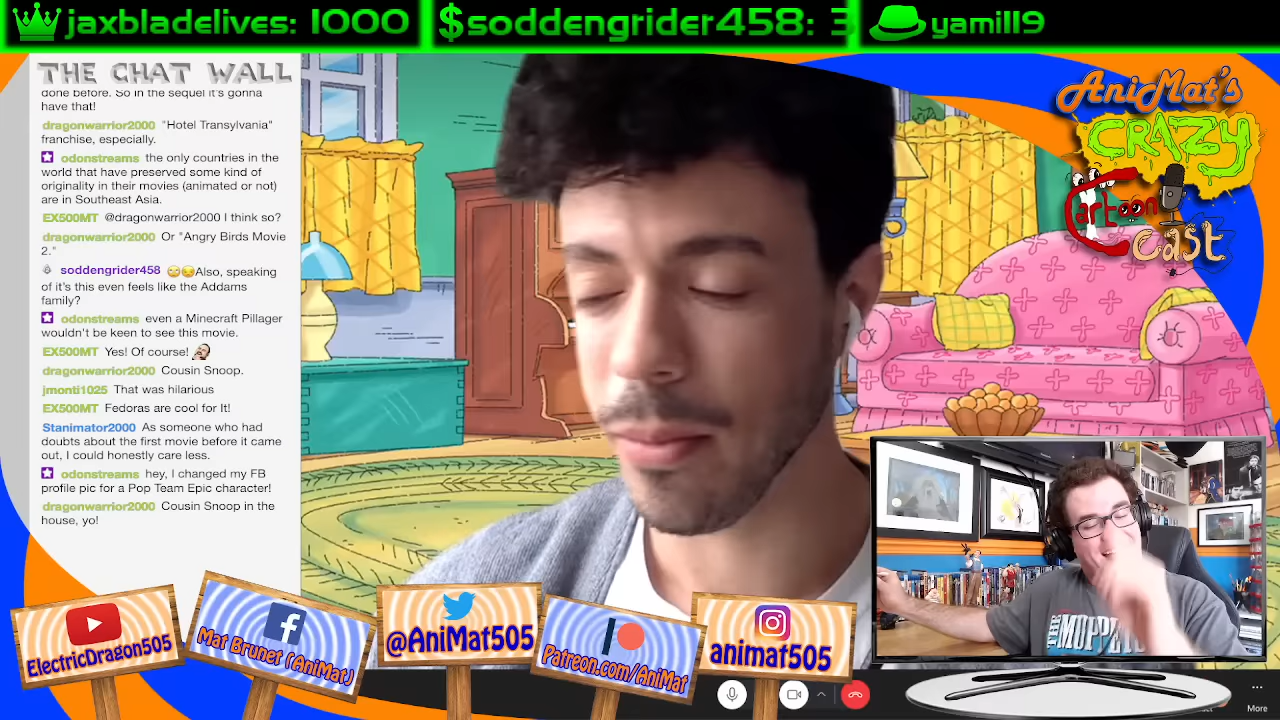 jaxbladelives: 1000
$soddengrider458: 3
yamil19
THE CHAT WALL
done before. So in the sequel it's gonna
have that!
dragonwarrior2000 "Hotel Transylvania"
franchise, especially.
odonstreams the only countries in the
world that have preserved some kind of
originality in their movies (animated or not)
are in Southeast Asia.
EX500MT @dragonwarrior2000 I think so?
dragonwarrior2000 Or "Angry Birds Movie
2."
soddengrider458 🙄😏Also, speaking
of it's this even feels like the Addams
family?
odonstreams even a Minecraft Pillager
wouldn't be keen to see this movie.
EX500MT Yes! Of course!
dragonwarrior2000 Cousin Snoop.
jmonti1025 That was hilarious
EX500MT Fedoras are cool for It!
Stanimator2000 As someone who had
doubts about the first movie before it came
out, I could honestly care less.
odonstreams hey, I changed my FB
profile pic for a Pop Team Epic character!
dragonwarrior2000 Cousin Snoop in the
house, yo!
AniMat's
CRAZY
Cartoon
Cast
THE
MUPPETS
ElectricDragon505
Mat Brunet (AniMat)
@AniMat505
Patreon.com/AniMat
animat505
More